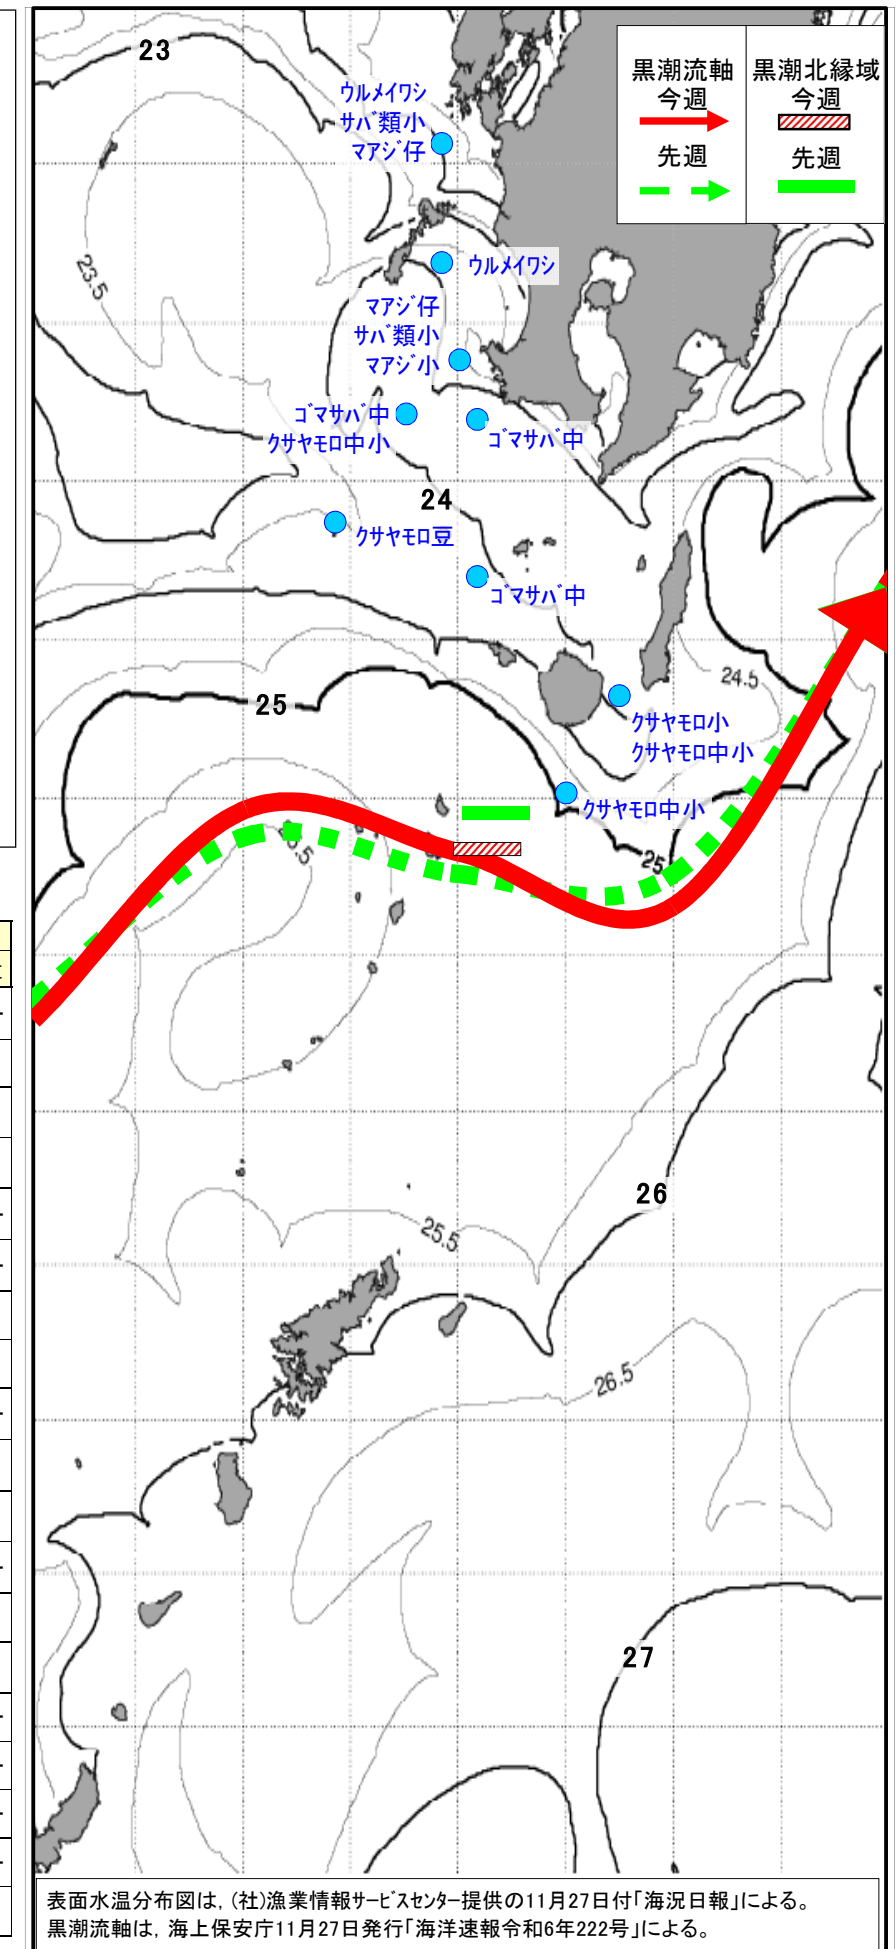 黒潮流軸
今週
先週
黒潮北縁域
今週
先週
23
ウルメイワシ
サバ類小
マアジ仔
23.5
ウルメイワシ
マアジ仔
サバ類小
マアジ小
ゴマサバ中
クサヤモロ中小
ゴマサバ中
24
クサヤモロ豆
ゴマサバ中
24.5
25
クサヤモロ小
クサヤモロ中小
クサヤモロ中小
25
26
25.5
26.5
27
表面水温分布図は, (社)漁業情報サービスセンター提供の11月27日付「海況日報」による。
黒潮流軸は, 海上保安庁11月27日発行「海洋速報令和6年222号」による。